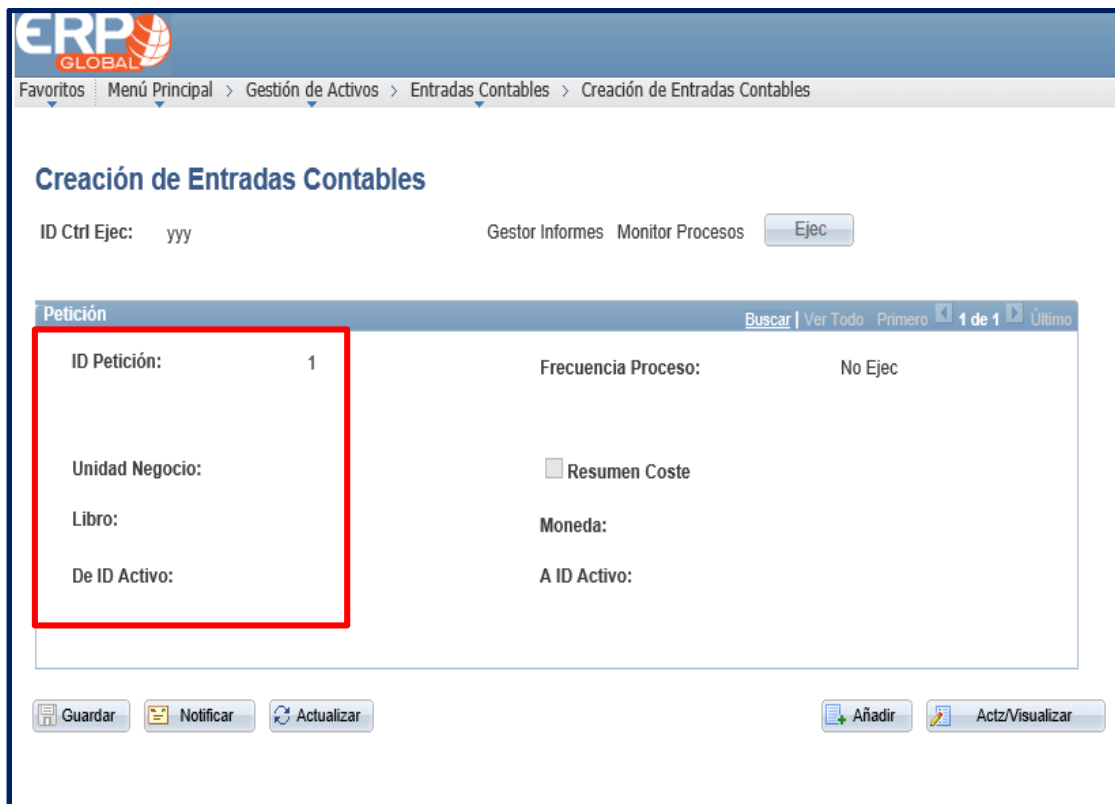 ERP
GLOBAL
Favoritos Menú Principal > Gestión de Activos > Entradas Contables > Creación de Entradas Contables
Creación de Entradas Contables
ID Ctrl Ejec: yyy Gestor Informes Monitor Procesos Ejec
Petición Buscar | Ver Todo Primero 1 de 1 Último
ID Petición: 1 Frecuencia Proceso: No Ejec
Unidad Negocio: Resumen Coste
Libro: Moneda:
De ID Activo: A ID Activo:
Guardar Notificar Actualizar Añadir Actz/Visualizar